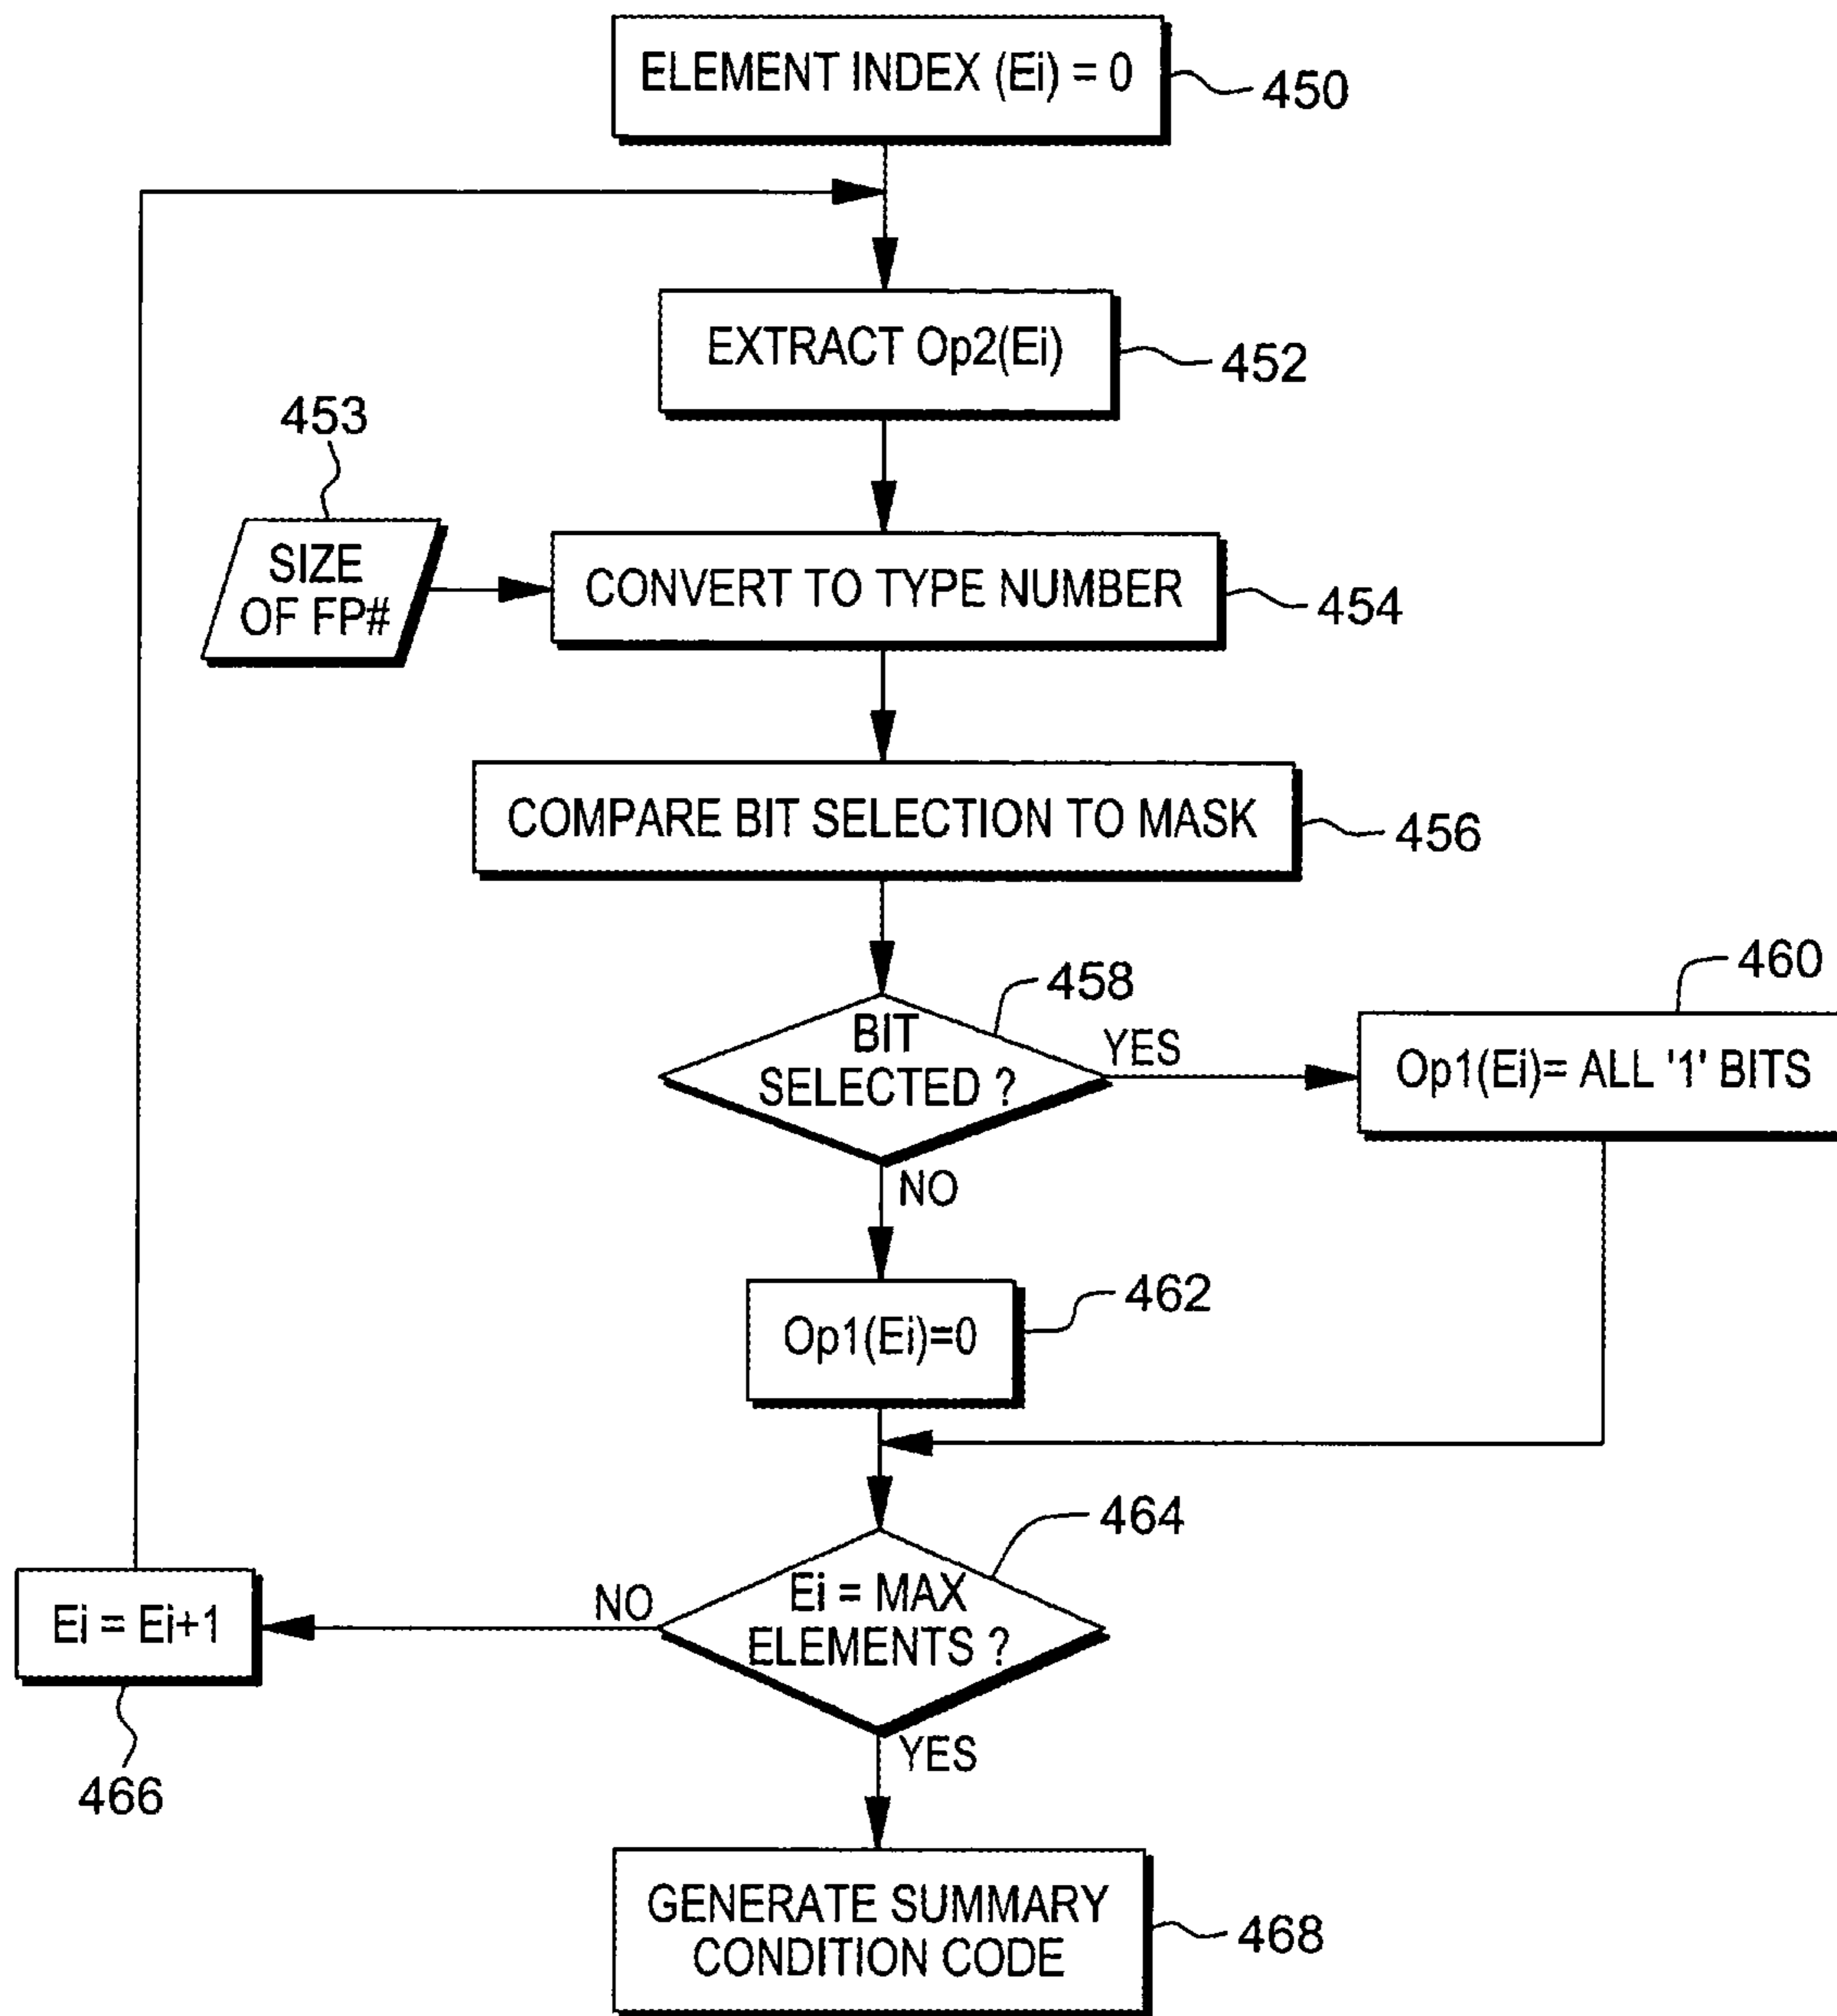 ELEMENT INDEX (Ei) = 0
450
EXTRACT Op2(Ei)
452
453
SIZE
OF FP#
CONVERT TO TYPE NUMBER
454
COMPARE BIT SELECTION TO MASK
456
458
BIT
SELECTED ?
YES
460
Op1(Ei)= ALL '1' BITS
NO
462
Op1(Ei)=0
464
Ei = MAX
ELEMENTS ?
NO
Ei = Ei+1
466
YES
GENERATE SUMMARY
CONDITION CODE
468